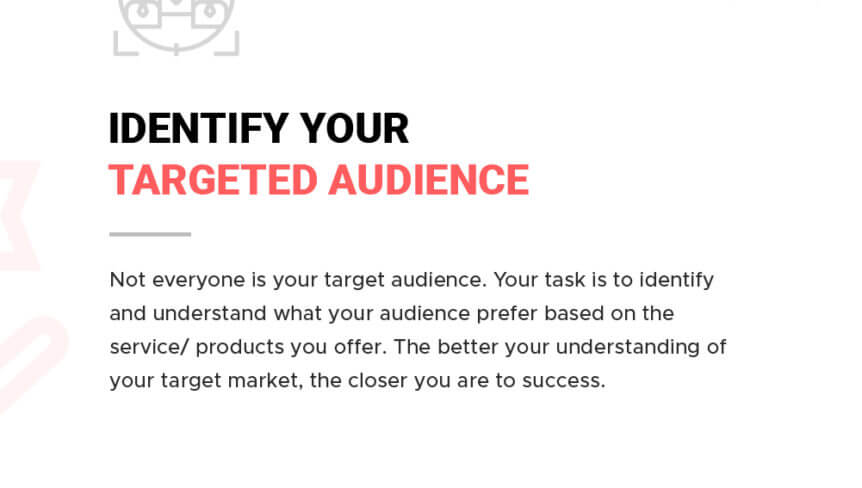 IDENTIFY YOUR
TARGETED AUDIENCE
Not everyone is your target audience. Your task is to identify
and understand what your audience prefer based on the
service/ products you offer. The better your understanding of
your target market, the closer you are to success.